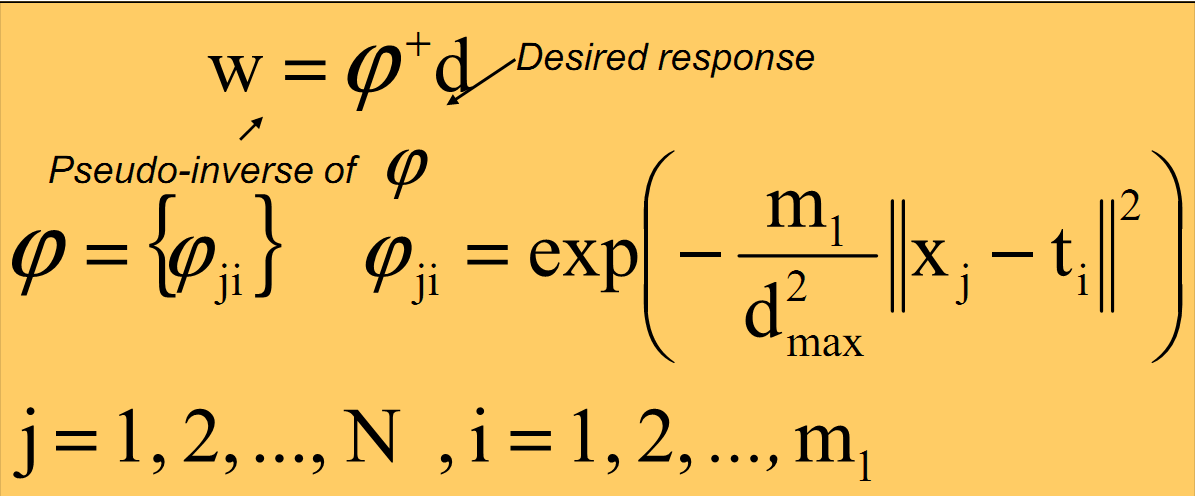 w = φ⁺d Desired response
Pseudo-inverse of φ
φ = {φ_ji} φ_ji = exp(− m₁/d²_max ‖x_j − t_i‖²)
j = 1, 2, ..., N , i = 1, 2, ..., m₁